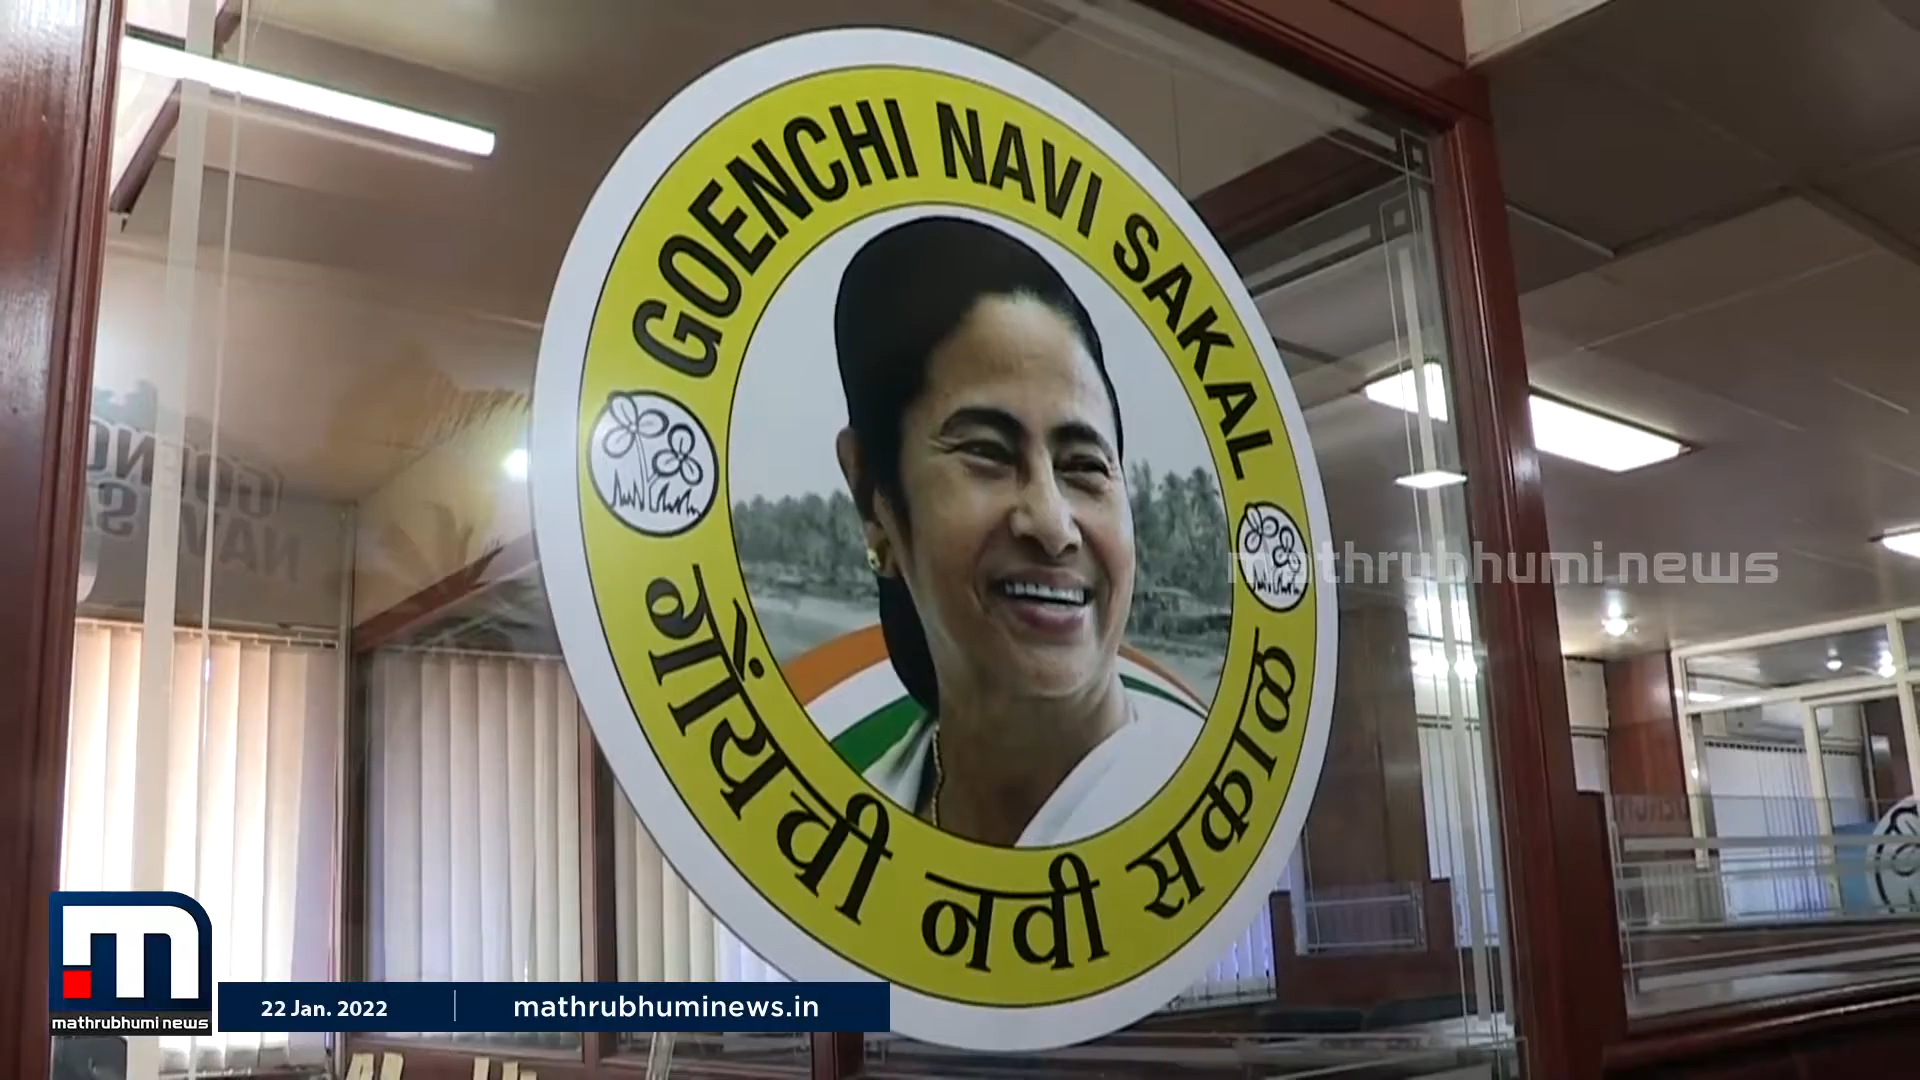 GOENCHI NAVI SAKAL
गोंयची नवी सकाळ
mathrubhumi news
mathrubhumi news
22 Jan. 2022
mathrubhuminews.in